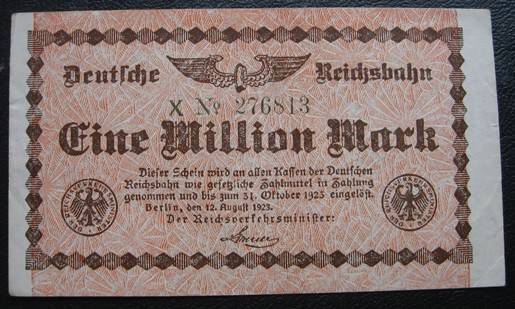 Deutsche Reichsbahn
X № 276813
Eine Million Mark
Dieser Schein wird an allen Kassen der Deutschen
Reichsbahn wie gesetzliche Zahlmittel in Zahlung
genommen und bis zum 31. Oktober 1923 eingelöst.
Berlin, den 12. August 1923.
Der Reichsverkehrsminister: